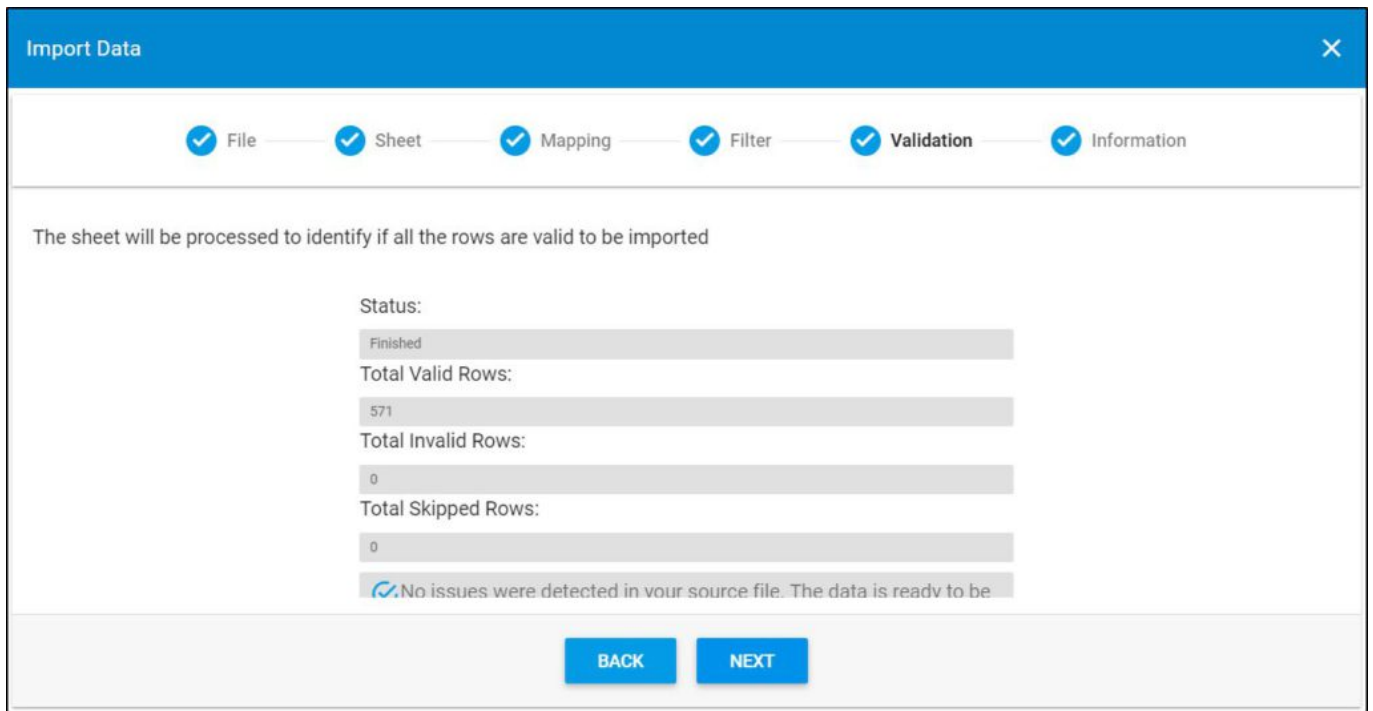 Import Data
File Sheet Mapping Filter Validation Information
The sheet will be processed to identify if all the rows are valid to be imported
Status:
Finished
Total Valid Rows:
571
Total Invalid Rows:
0
Total Skipped Rows:
0
No issues were detected in your source file. The data is ready to be
BACK NEXT